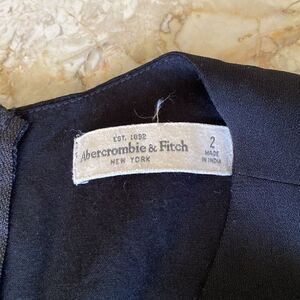 EST. 1892
Abercrombie & Fitch
NEW YORK
2
MADE
IN INDIA